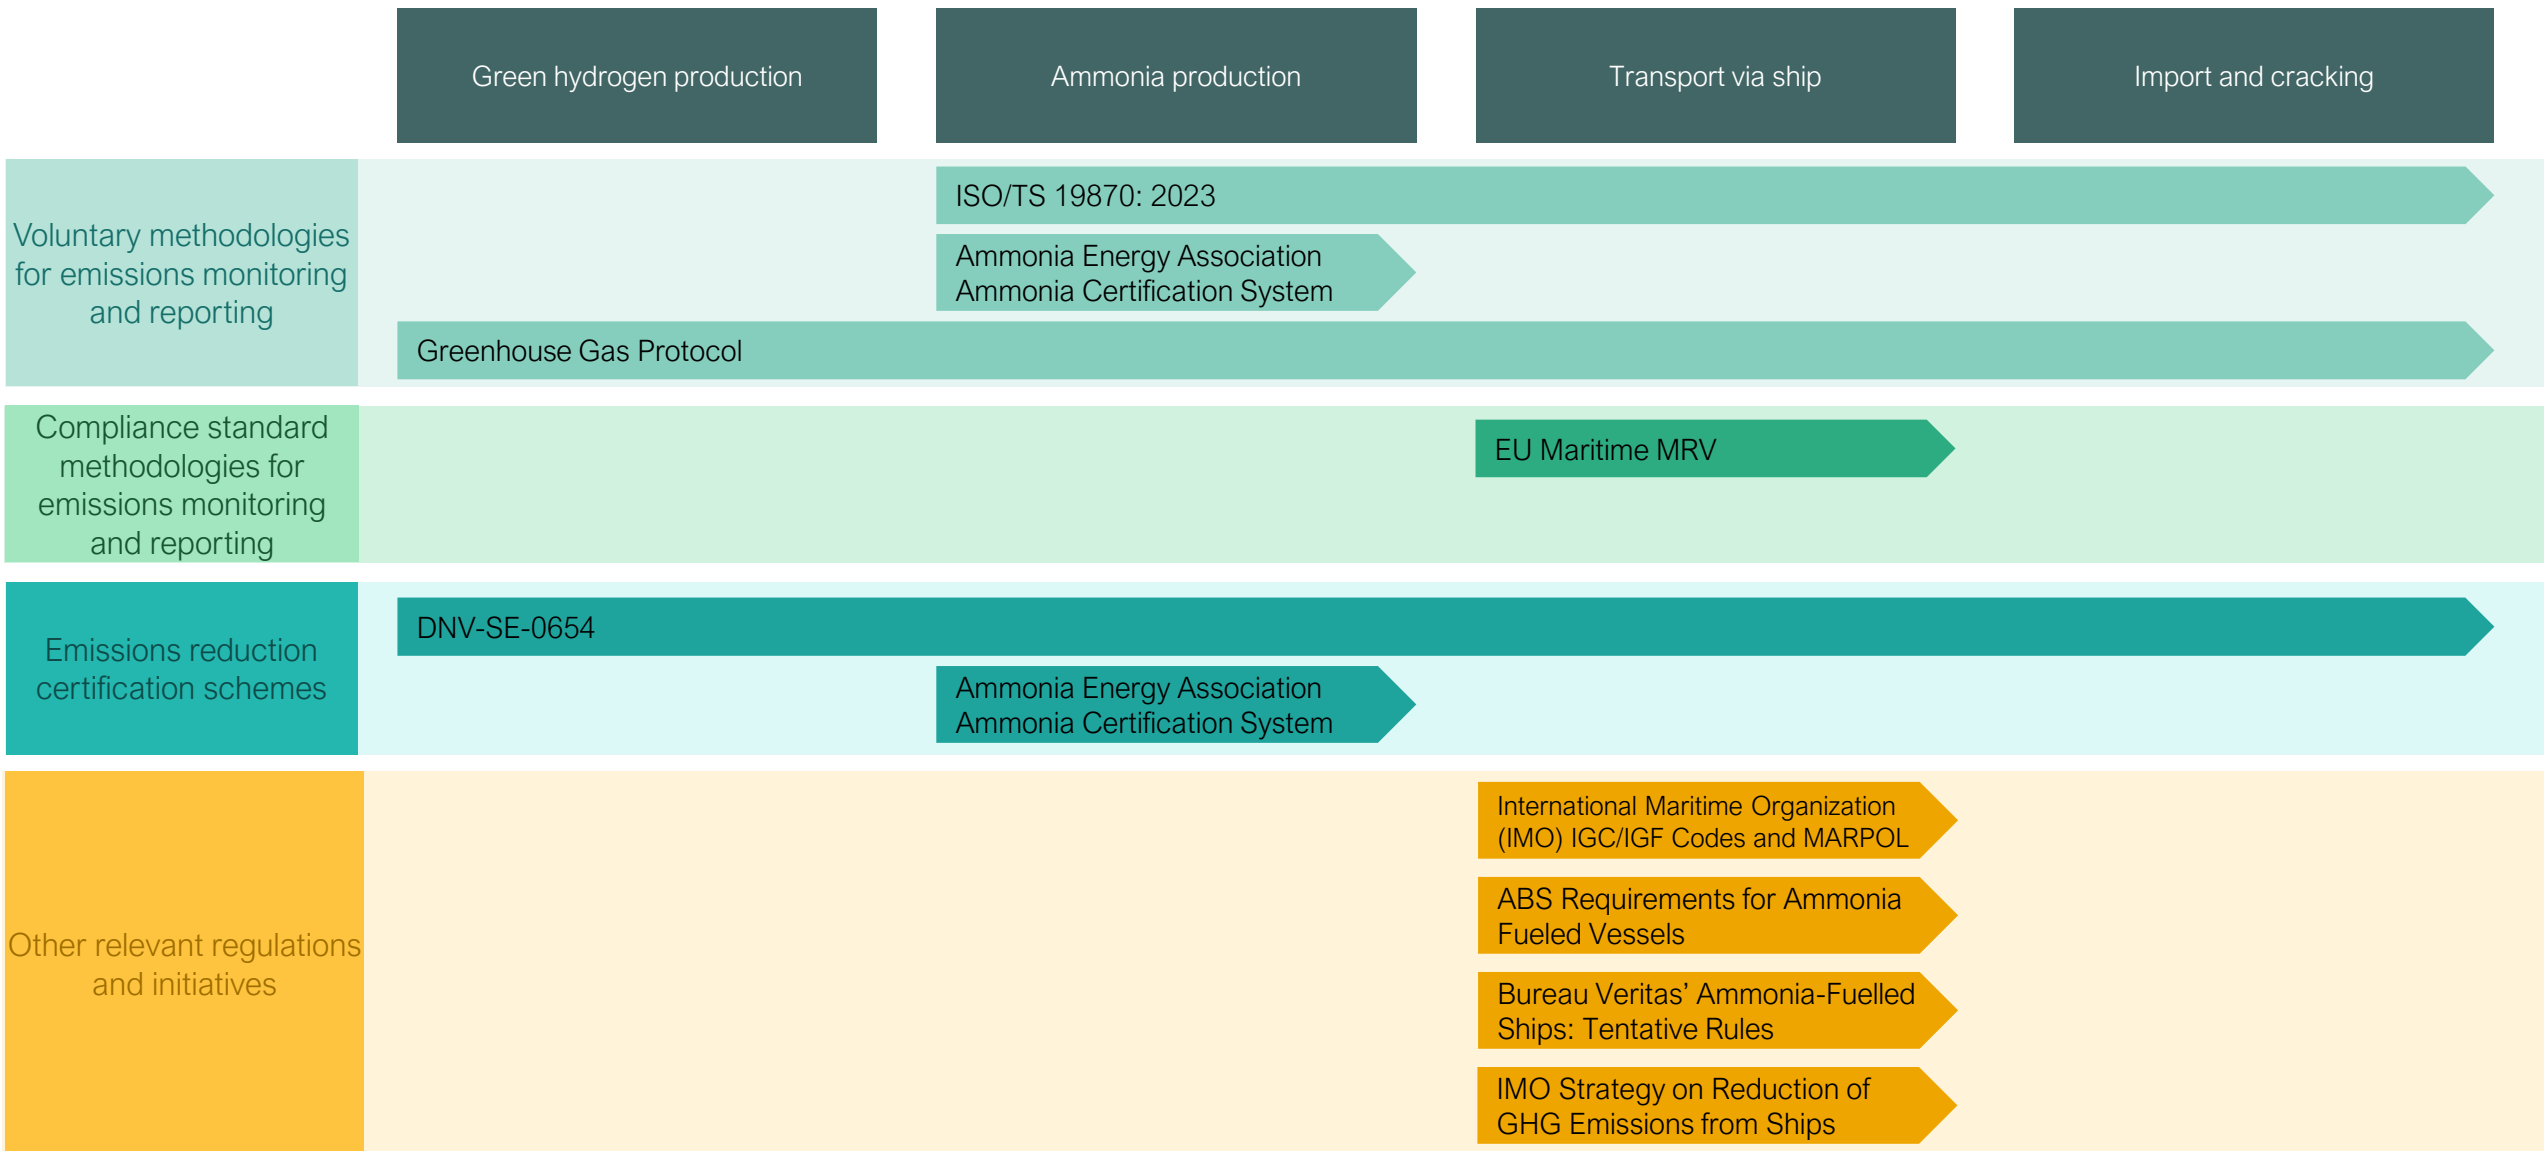 Green hydrogen production
Ammonia production
Transport via ship
Import and cracking
Voluntary methodologies
for emissions monitoring
and reporting
ISO/TS 19870: 2023
Ammonia Energy Association
Ammonia Certification System
Greenhouse Gas Protocol
Compliance standard
methodologies for
emissions monitoring
and reporting
EU Maritime MRV
Emissions reduction
certification schemes
DNV-SE-0654
Ammonia Energy Association
Ammonia Certification System
Other relevant regulations
and initiatives
International Maritime Organization
(IMO) IGC/IGF Codes and MARPOL
ABS Requirements for Ammonia
Fueled Vessels
Bureau Veritas’ Ammonia-Fuelled
Ships: Tentative Rules
IMO Strategy on Reduction of
GHG Emissions from Ships